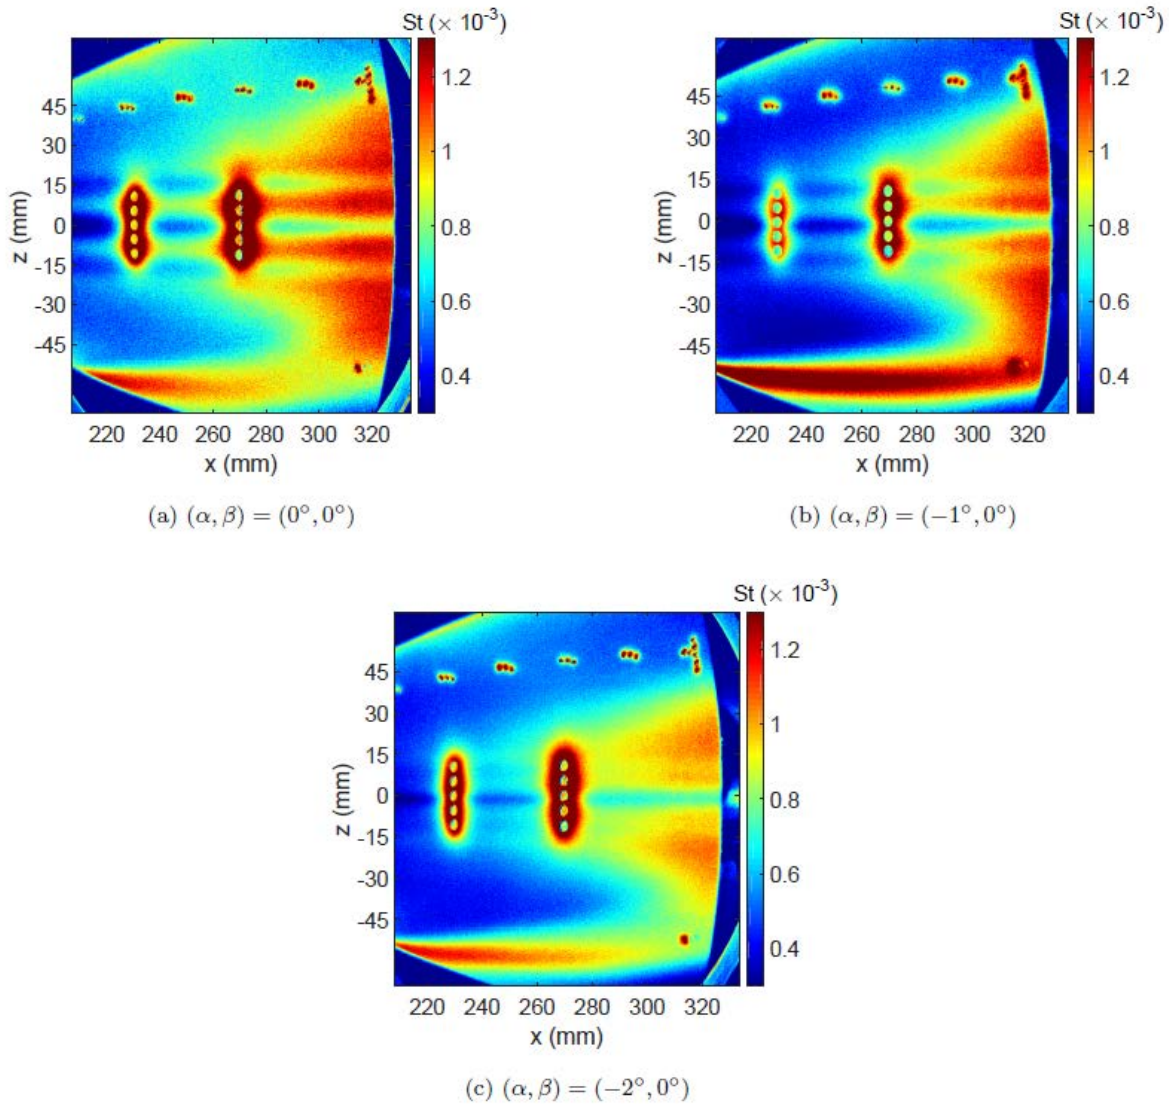 St (× 10⁻³)
1.2
1
0.8
0.6
0.4
45
30
15
0
-15
-30
-45
z (mm)
220 240 260 280 300 320
x (mm)
(a) (α, β) = (0°, 0°)
St (× 10⁻³)
1.2
1
0.8
0.6
0.4
45
30
15
0
-15
-30
-45
z (mm)
220 240 260 280 300 320
x (mm)
(b) (α, β) = (−1°, 0°)
St (× 10⁻³)
1.2
1
0.8
0.6
0.4
45
30
15
0
-15
-30
-45
z (mm)
220 240 260 280 300 320
x (mm)
(c) (α, β) = (−2°, 0°)